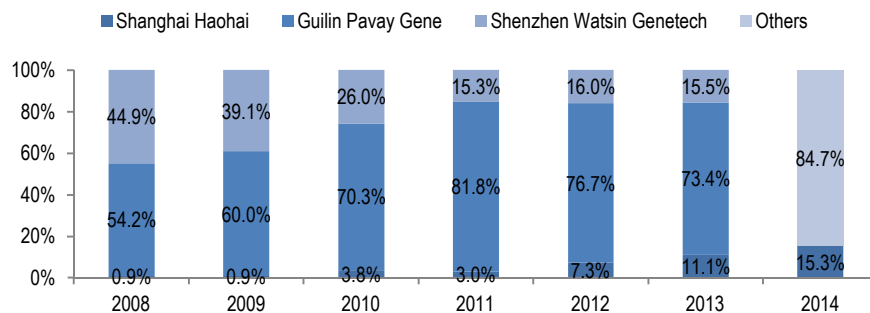 Shanghai Haohai Guilin Pavay Gene Shenzhen Watsin Genetech Others
100%
80%
60%
40%
20%
0%
44.9% 39.1% 26.0% 15.3% 16.0% 15.5% 84.7%
54.2% 60.0% 70.3% 81.8% 76.7% 73.4%
0.9% 0.9% 3.8% 3.0% 7.3% 11.1% 15.3%
2008 2009 2010 2011 2012 2013 2014